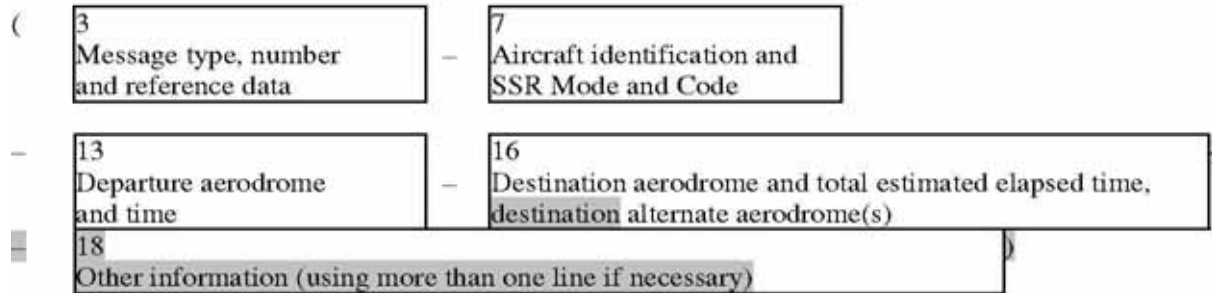 ( 3 7
Message type, number – Aircraft identification and
and reference data SSR Mode and Code
– 13 16
Departure aerodrome – Destination aerodrome and total estimated elapsed time,
and time destination alternate aerodrome(s)
– 18 )
Other information (using more than one line if necessary)